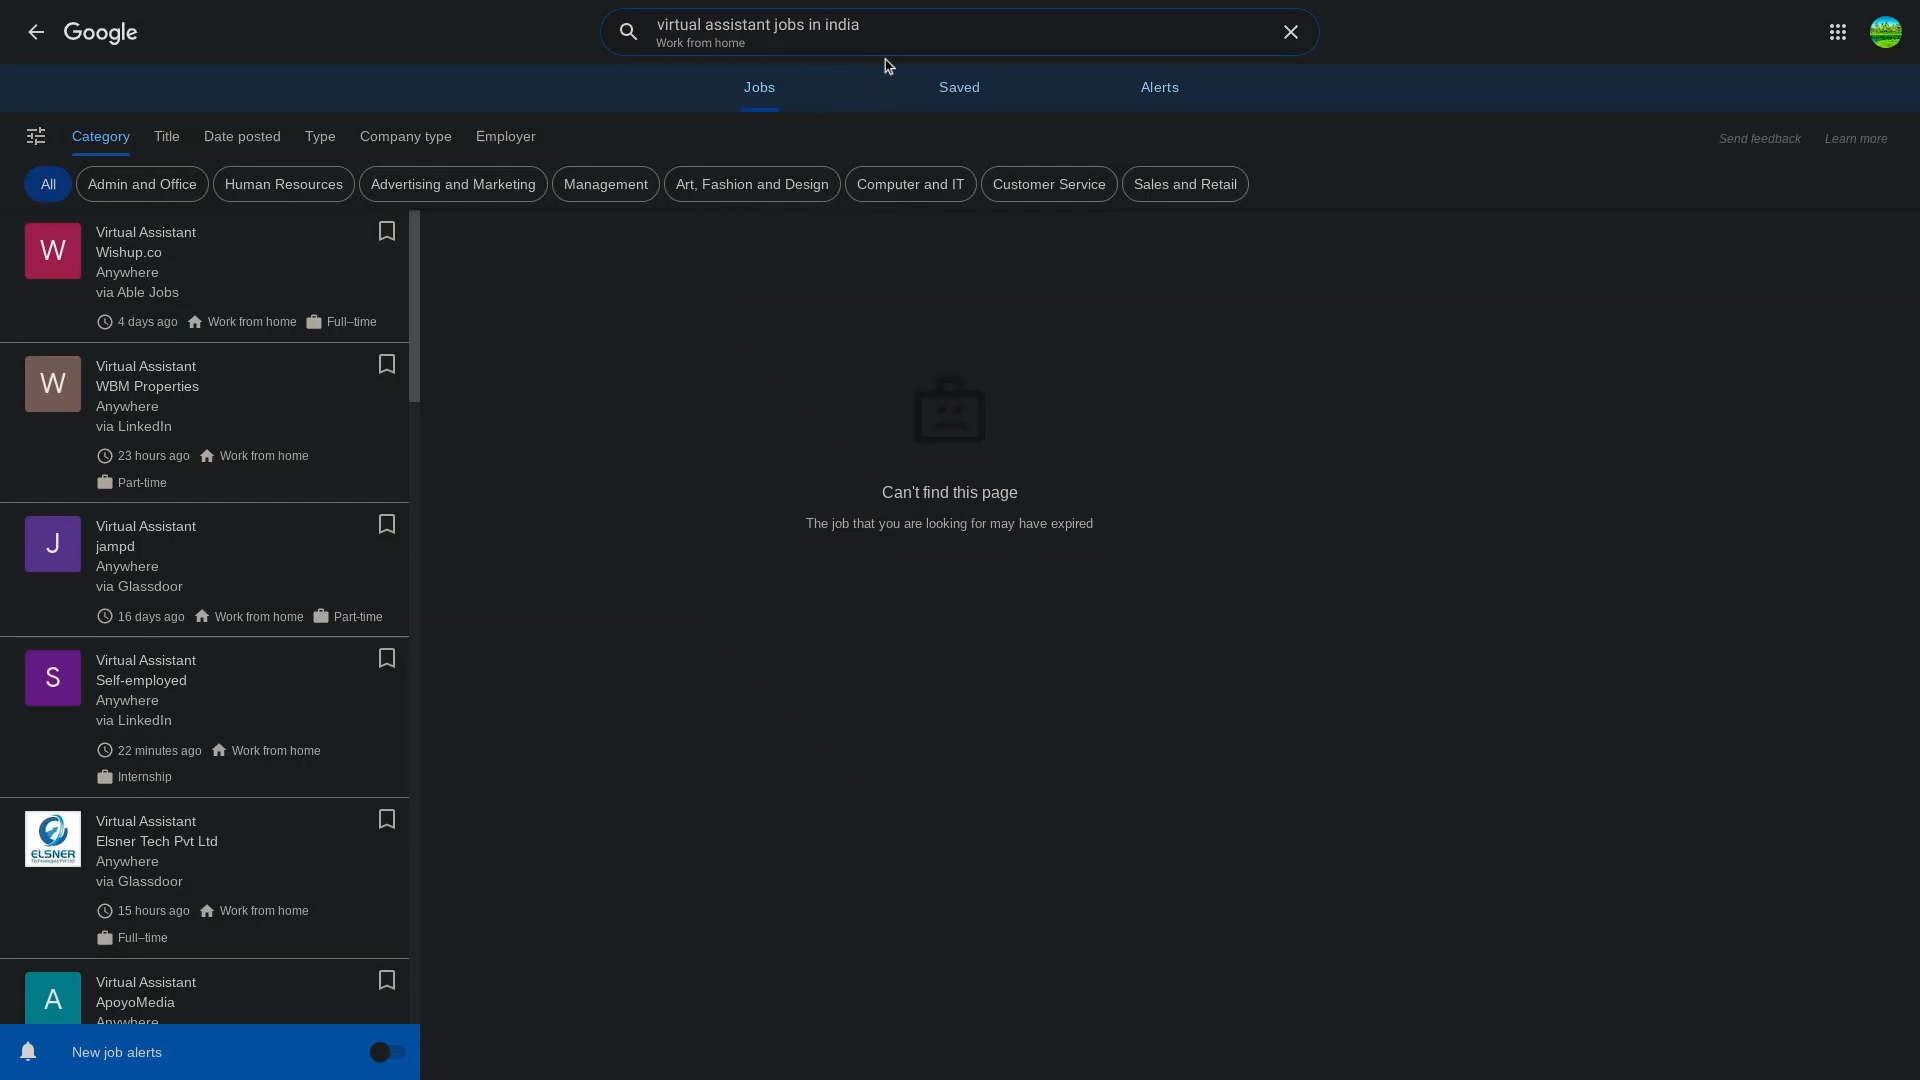 Google
virtual assistant jobs in india
Work from home
Jobs
Saved
Alerts
Category
Title
Date posted
Type
Company type
Employer
Send feedback
Learn more
All
Admin and Office
Human Resources
Advertising and Marketing
Management
Art, Fashion and Design
Computer and IT
Customer Service
Sales and Retail
W
Virtual Assistant
Wishup.co
Anywhere
via Able Jobs
4 days ago Work from home Full–time
W
Virtual Assistant
WBM Properties
Anywhere
via LinkedIn
23 hours ago Work from home
Part-time
J
Virtual Assistant
jampd
Anywhere
via Glassdoor
16 days ago Work from home Part-time
S
Virtual Assistant
Self-employed
Anywhere
via LinkedIn
22 minutes ago Work from home
Internship
ELSNER
Technologies Pvt Ltd
Virtual Assistant
Elsner Tech Pvt Ltd
Anywhere
via Glassdoor
15 hours ago Work from home
Full–time
A
Virtual Assistant
ApoyoMedia
Anywhere
New job alerts
Can't find this page
The job that you are looking for may have expired